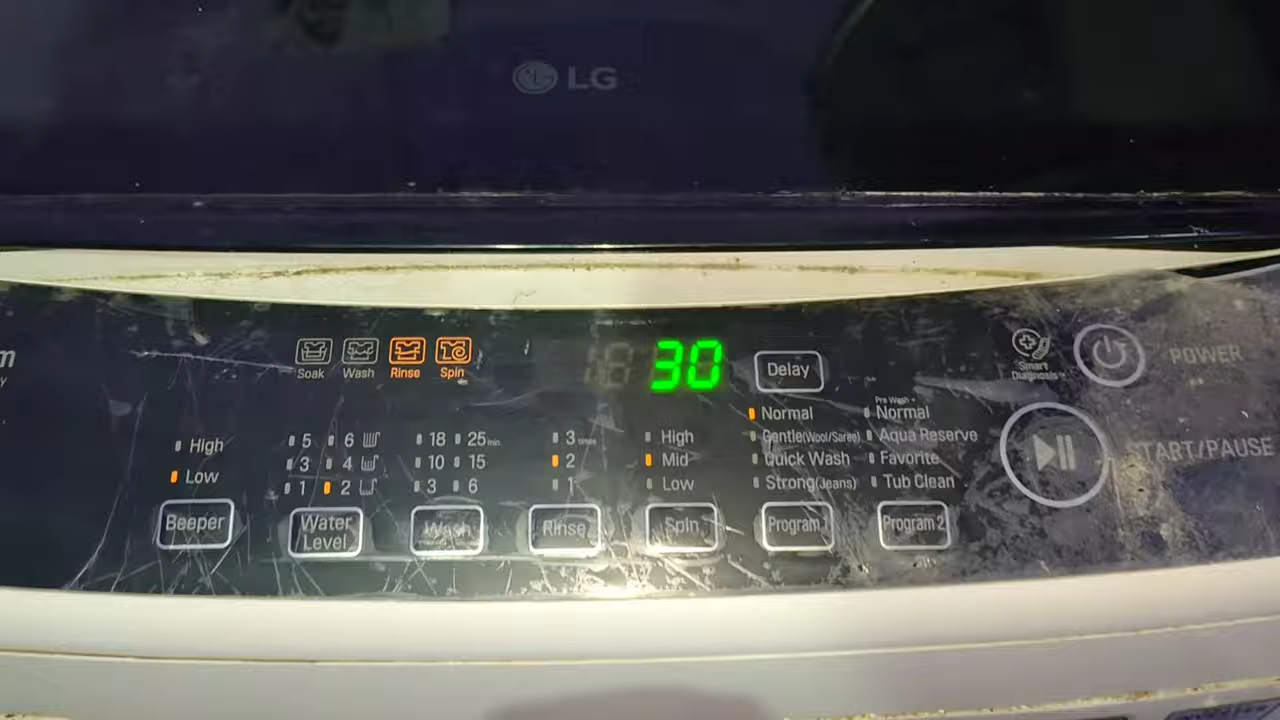 LG
m
y
Soak Wash Rinse Spin
30
Delay
Smart Diagnosis™
POWER
High
Low
Beeper
5 6
3 4
1 2
Water Level
18 25 min
10 15
3 6
Wash
3 times
2
1
Rinse
High
Mid
Low
Spin
Normal
Gentle(Wool/Saree)
Quick Wash
Strong(Jeans)
Program 1
Pre Wash +
Normal
Aqua Reserve
Favorite
Tub Clean
Program 2
START/PAUSE